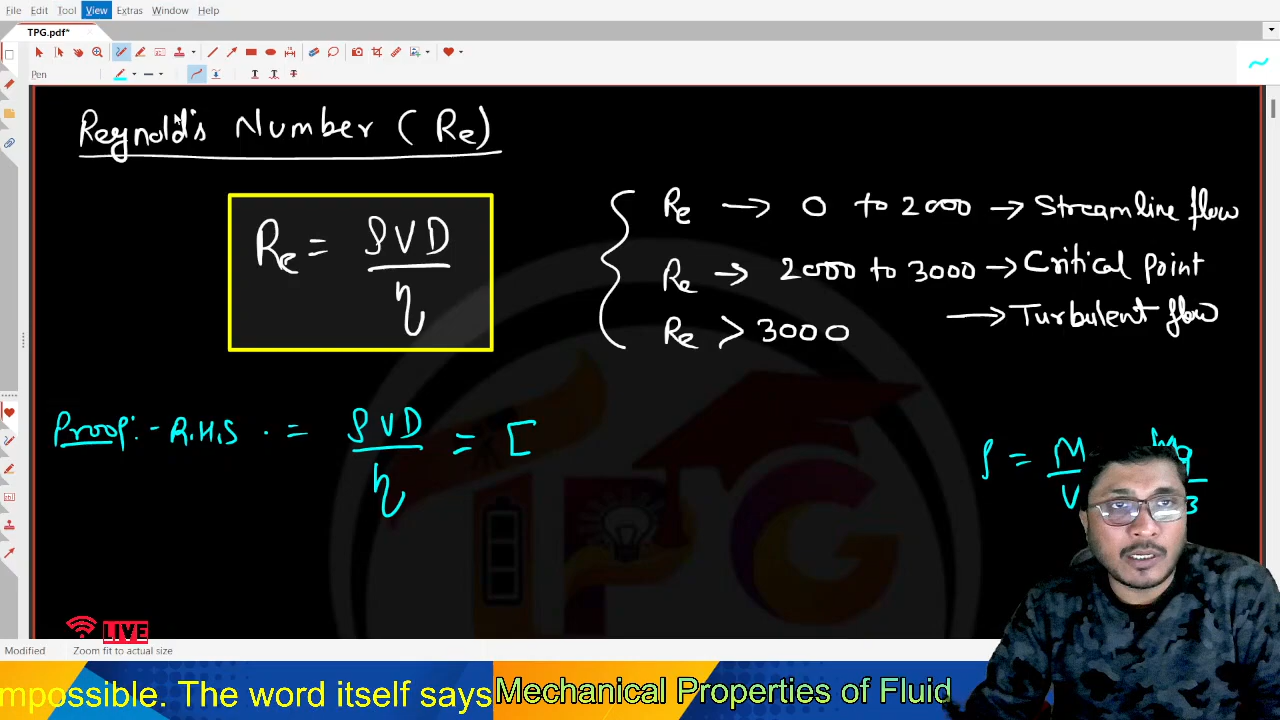 File Edit Tool View Extras Window Help
TPG.pdf*
Pen
Reynold's Number (Re)
Re = ρVD/η
Re → 0 to 2000 → Streamline flow
Re → 2000 to 3000 → Critical point
Re > 3000 → Turbulent flow
Proof:- R.H.S. = ρVD/η = [
ρ = M/V
TPG
LIVE
Modified Zoom fit to actual size
mpossible. The word itself says
Mechanical Properties of Fluid